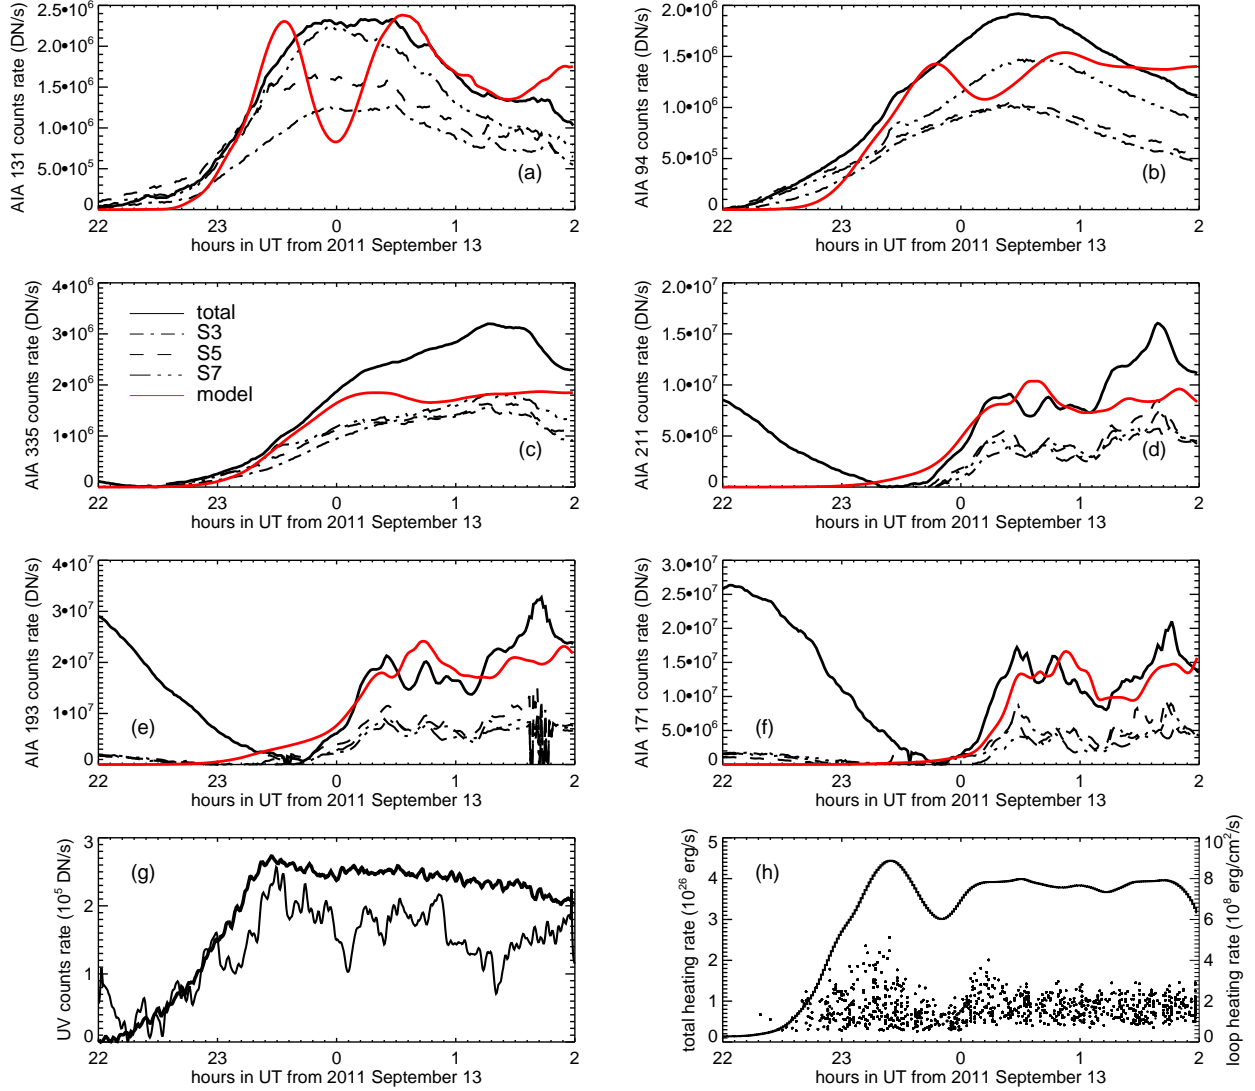 AIA 131 counts rate (DN/s)
2.5•10⁶
2.0•10⁶
1.5•10⁶
1.0•10⁶
5.0•10⁵
0
(a)
22 23 0 1 2
hours in UT from 2011 September 13
AIA 94 counts rate (DN/s)
2.0•10⁶
1.5•10⁶
1.0•10⁶
5.0•10⁵
0
(b)
22 23 0 1 2
hours in UT from 2011 September 13
AIA 335 counts rate (DN/s)
4•10⁶
3•10⁶
2•10⁶
1•10⁶
0
total
S3
S5
S7
model
(c)
22 23 0 1 2
hours in UT from 2011 September 13
AIA 211 counts rate (DN/s)
2.0•10⁷
1.5•10⁷
1.0•10⁷
5.0•10⁶
0
(d)
22 23 0 1 2
hours in UT from 2011 September 13
AIA 193 counts rate (DN/s)
4•10⁷
3•10⁷
2•10⁷
1•10⁷
0
(e)
22 23 0 1 2
hours in UT from 2011 September 13
AIA 171 counts rate (DN/s)
3.0•10⁷
2.5•10⁷
2.0•10⁷
1.5•10⁷
1.0•10⁷
5.0•10⁶
0
(f)
22 23 0 1 2
hours in UT from 2011 September 13
UV counts rate (10⁵ DN/s)
3
2
1
0
(g)
22 23 0 1 2
hours in UT from 2011 September 13
total heating rate (10²⁶ erg/s)
5
4
3
2
1
0
(h)
10
8
6
4
2
0
loop heating rate (10⁸ erg/cm²/s)
22 23 0 1 2
hours in UT from 2011 September 13